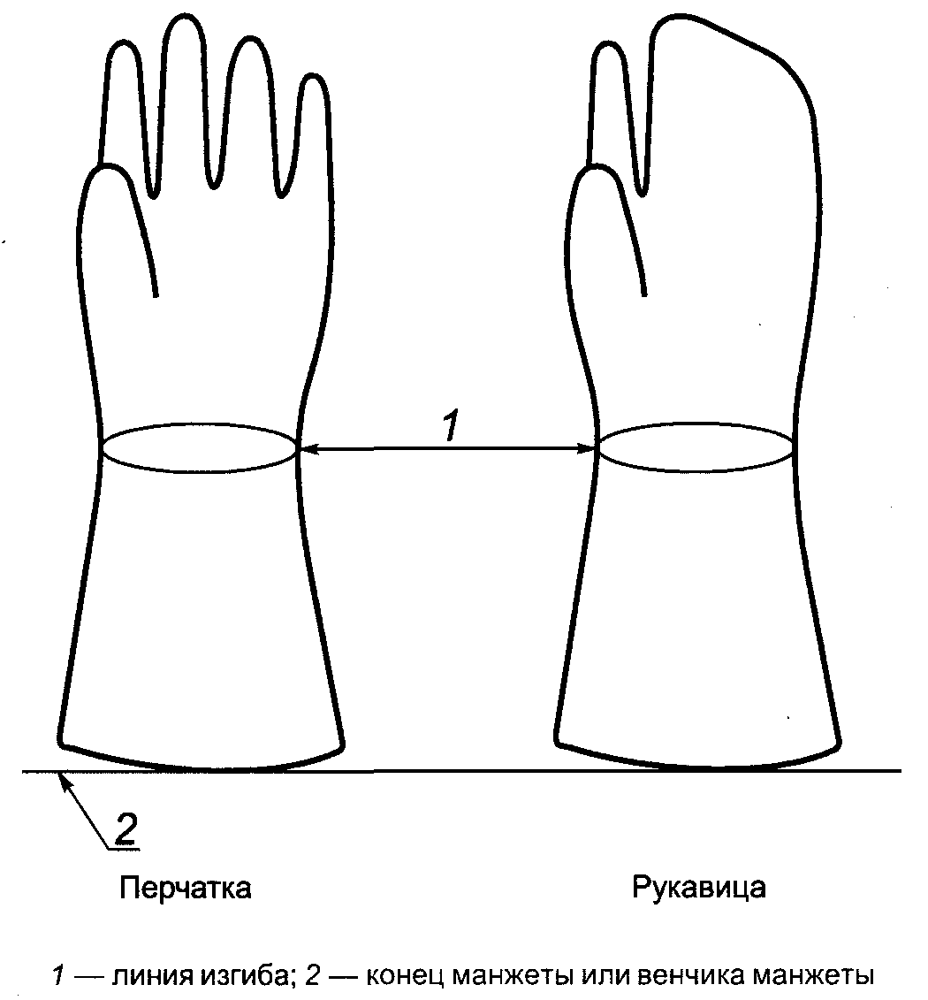 1
2
Перчатка Рукавица
1 — линия изгиба; 2 — конец манжеты или венчика манжеты